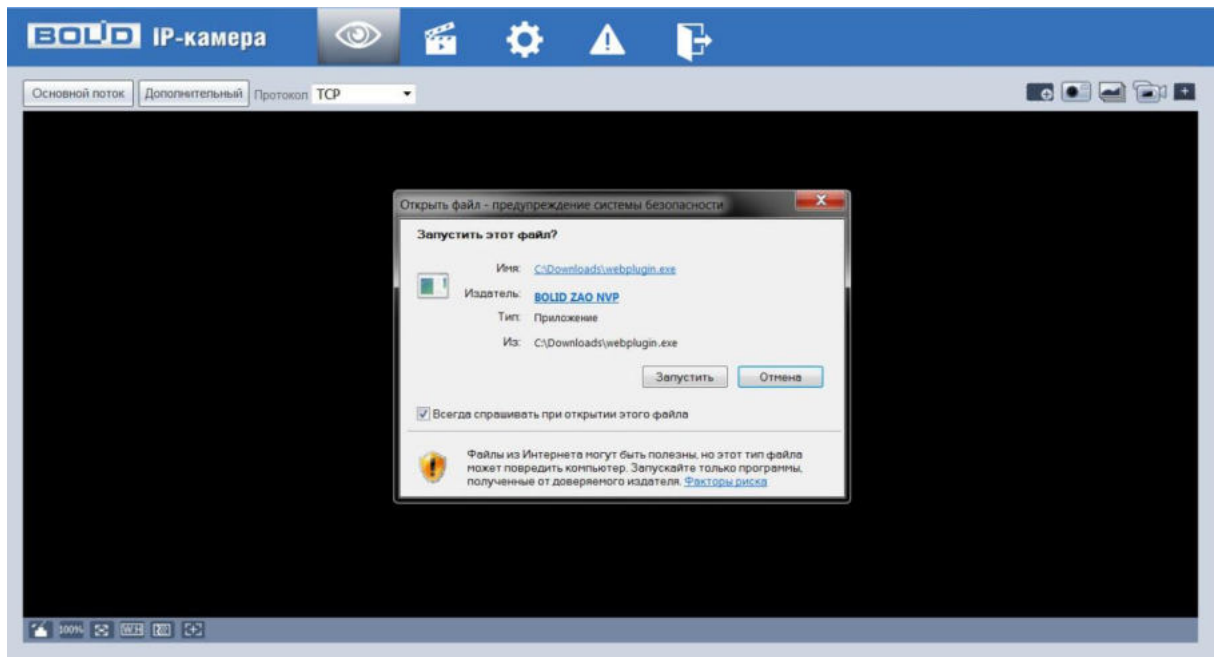 BOLID IP-камера
Основной поток Дополнительный Протокол TCP
Открыть файл - предупреждение системы безопасности
Запустить этот файл?
Имя: C:\Downloads\webplugin.exe
Издатель: BOLID ZAO NVP
Тип: Приложение
Из: C:\Downloads\webplugin.exe
Запустить Отмена
Всегда спрашивать при открытии этого файла
Файлы из Интернета могут быть полезны, но этот тип файла
может повредить компьютер. Запускайте только программы,
полученные от доверяемого издателя. Факторы риска
100% W:H